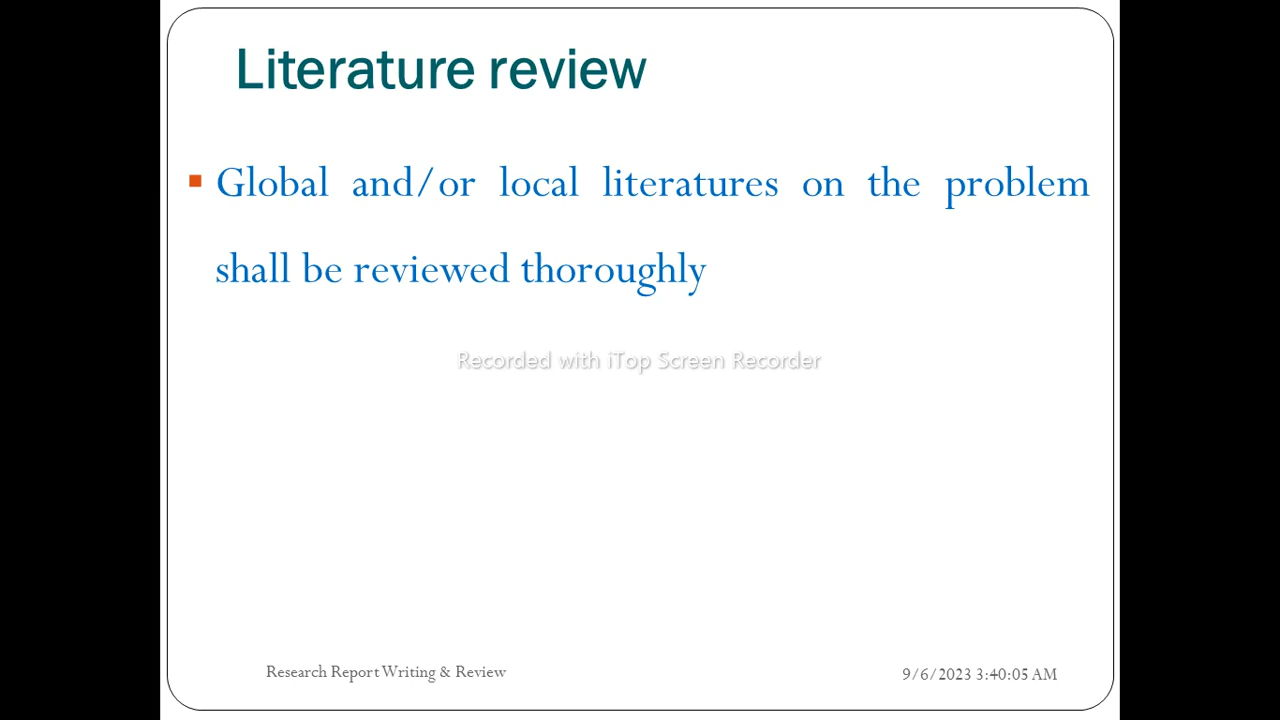 Literature review
Global and/or local literatures on the problem
shall be reviewed thoroughly
Recorded with iTop Screen Recorder
Research Report Writing & Review
9/6/2023 3:40:05 AM